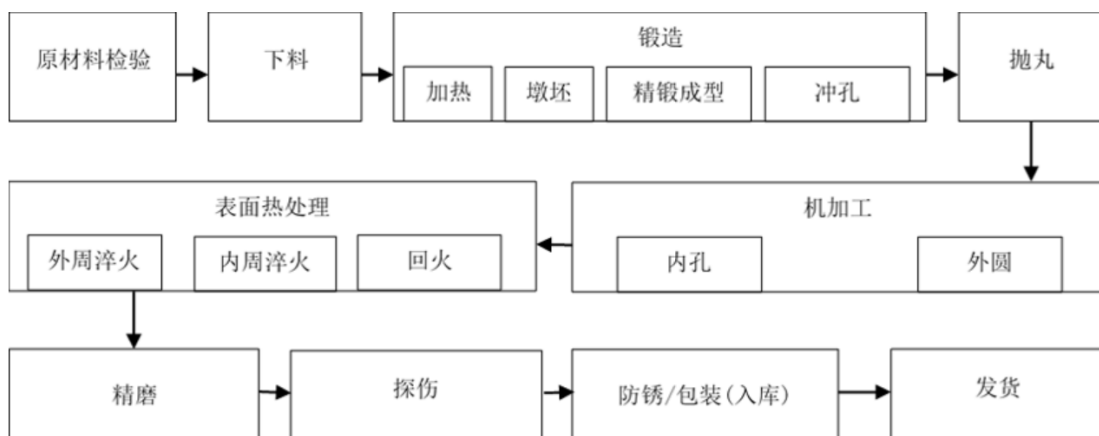 原材料检验
下料
锻造
加热
墩坯
精锻成型
冲孔
抛丸
机加工
内孔
外圆
表面热处理
外周淬火
内周淬火
回火
精磨
探伤
防锈/包装(入库)
发货